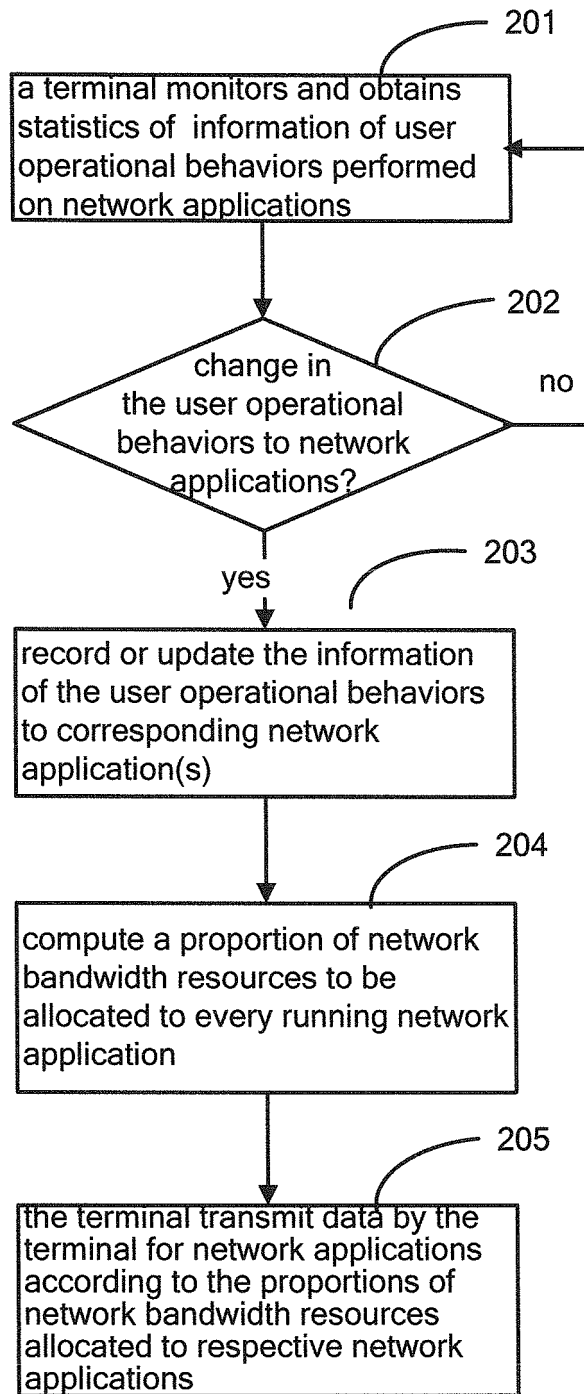 201
a terminal monitors and obtains
statistics of information of user
operational behaviors performed
on network applications
202
change in
the user operational
behaviors to network
applications?
no
yes
203
record or update the information
of the user operational behaviors
to corresponding network
application(s)
204
compute a proportion of network
bandwidth resources to be
allocated to every running network
application
205
the terminal transmit data by the
terminal for network applications
according to the proportions of
network bandwidth resources
allocated to respective network
applications